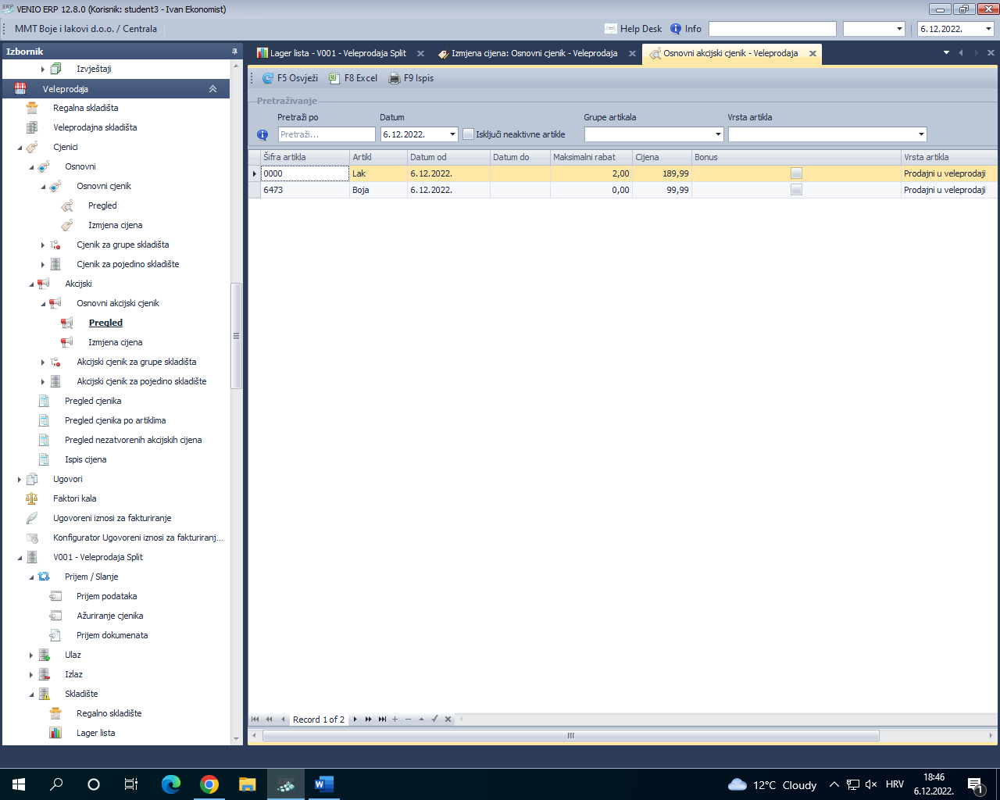 ERP VENIO ERP 12.8.0 (Korisnik: student3 - Ivan Ekonomist)
MMT Boje i lakovi d.o.o. / Centrala
Help Desk Info 6.12.2022.
Izbornik
Izvještaji
Veleprodaja
Regalna skladišta
Veleprodajna skladišta
Cjenici
Osnovni
Osnovni cjenik
Pregled
Izmjena cijena
Cjenik za grupe skladišta
Cjenik za pojedino skladište
Akcijski
Osnovni akcijski cjenik
Pregled
Izmjena cijena
Akcijski cjenik za grupe skladišta
Akcijski cjenik za pojedino skladište
Pregled cjenika
Pregled cjenika po artiklima
Pregled nezatvorenih akcijskih cijena
Ispis cijena
Ugovori
Faktori kala
Ugovoreni iznosi za fakturiranje
Konfigurator Ugovoreni iznosi za fakturiranj...
V001 - Veleprodaja Split
Prijem / Slanje
Prijem podataka
Ažuriranje cjenika
Prijem dokumenata
Ulaz
Izlaz
Skladište
Regalno skladište
Lager lista
Lager lista - V001 - Veleprodaja Split Izmjena cijena: Osnovni cjenik - Veleprodaja Osnovni akcijski cjenik - Veleprodaja
F5 Osvježi F8 Excel F9 Ispis
Pretraživanje
Pretraži po Datum Grupe artikala Vrsta artikla
Pretraži... 6.12.2022. Isključi neaktivne artikle
Šifra artikla Artikl Datum od Datum do Maksimalni rabat Cijena Bonus Vrsta artikla
0000 Lak 6.12.2022. 2,00 189,99 Prodajni u veleprodaji
6473 Boja 6.12.2022. 0,00 99,99 Prodajni u veleprodaji
Record 1 of 2
12°C Cloudy HRV 18:46
6.12.2022. 1